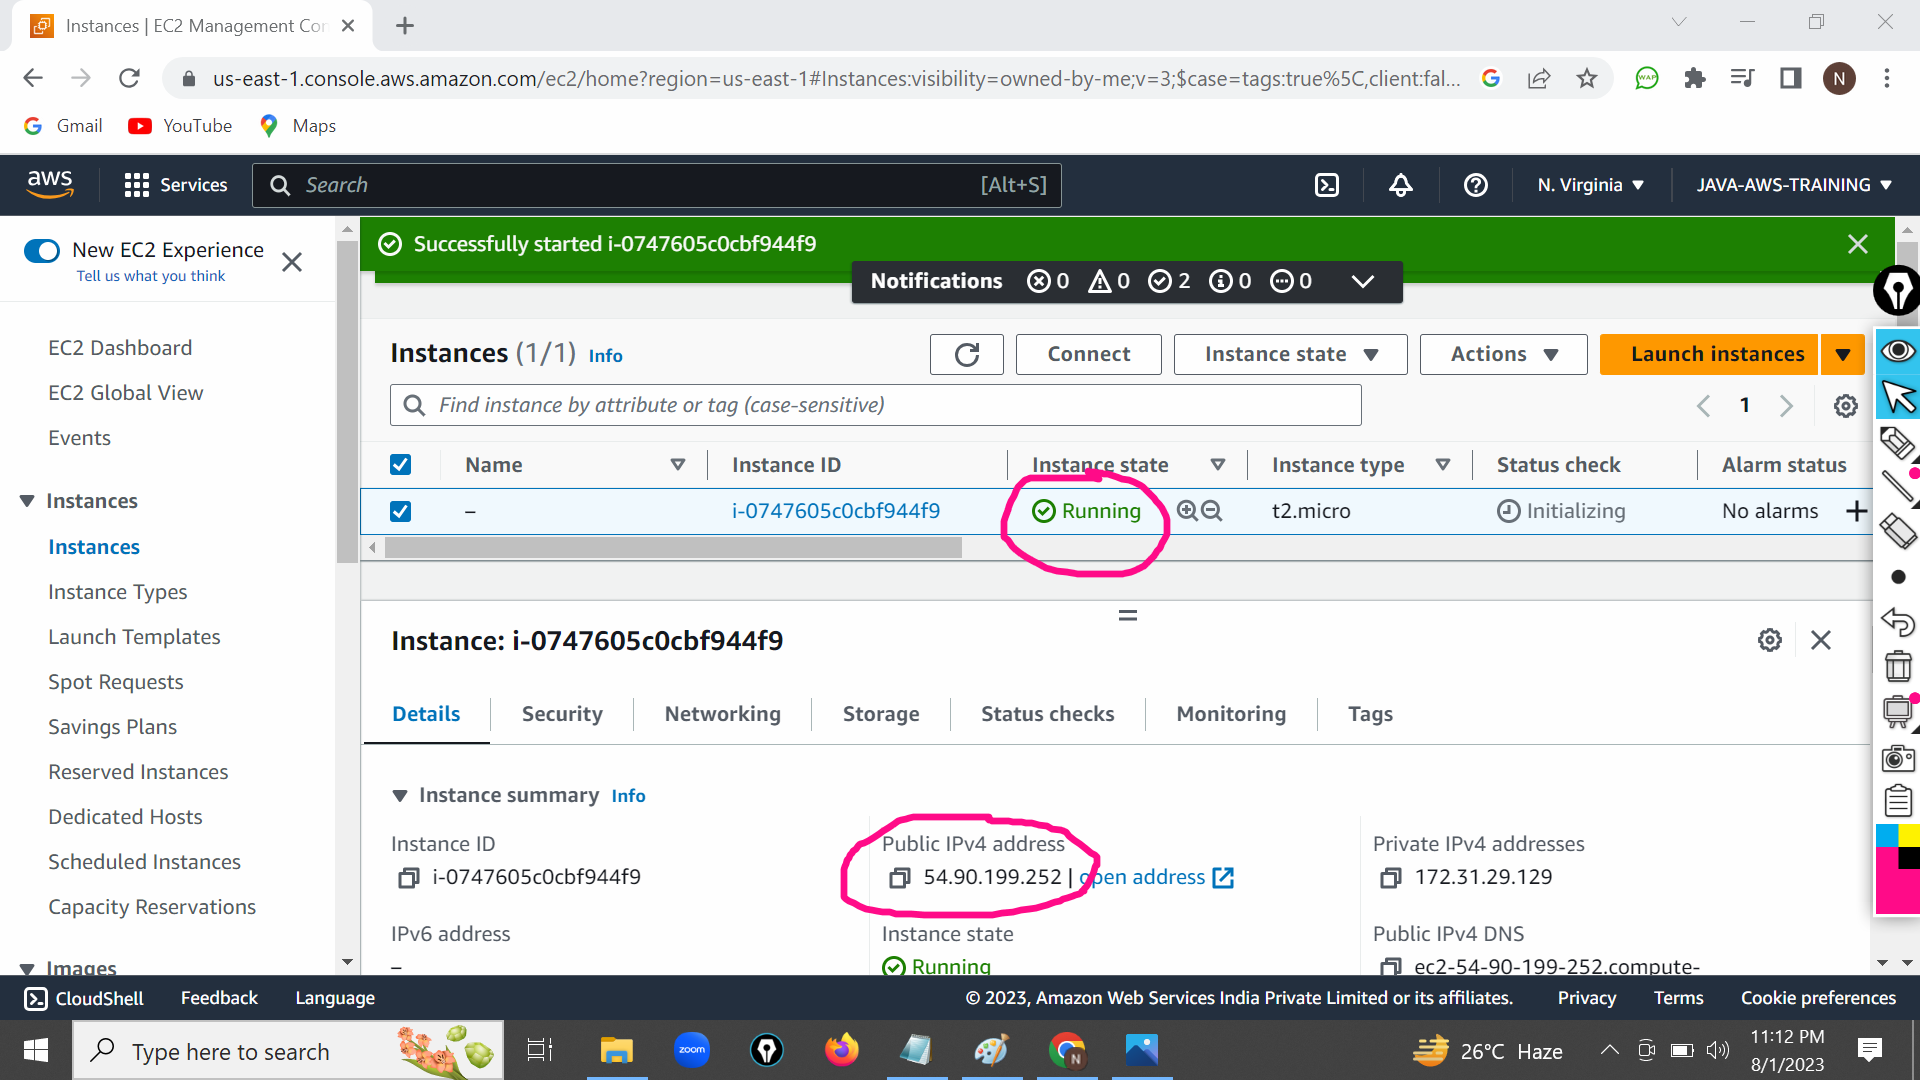 Instances | EC2 Management Con
us-east-1.console.aws.amazon.com/ec2/home?region=us-east-1#Instances:visibility=owned-by-me;v=3;$case=tags:true%5C,client:fal...
N
Gmail
YouTube
Maps
aws
Services
Search
[Alt+S]
N. Virginia
JAVA-AWS-TRAINING
New EC2 Experience
Tell us what you think
Successfully started i-0747605c0cbf944f9
Notifications 0 0 2 0 0
EC2 Dashboard
EC2 Global View
Events
Instances
Instances
Instance Types
Launch Templates
Spot Requests
Savings Plans
Reserved Instances
Dedicated Hosts
Scheduled Instances
Capacity Reservations
Images
Instances (1/1) Info
Connect
Instance state
Actions
Launch instances
Find instance by attribute or tag (case-sensitive)
1
Name Instance ID Instance state Instance type Status check Alarm status
– i-0747605c0cbf944f9 Running t2.micro Initializing No alarms
Instance: i-0747605c0cbf944f9
Details Security Networking Storage Status checks Monitoring Tags
Instance summary Info
Instance ID
i-0747605c0cbf944f9
Public IPv4 address
54.90.199.252 | open address
Private IPv4 addresses
172.31.29.129
IPv6 address
–
Instance state
Running
Public IPv4 DNS
ec2-54-90-199-252.compute-
CloudShell Feedback Language
© 2023, Amazon Web Services India Private Limited or its affiliates. Privacy Terms Cookie preferences
Type here to search
zoom
N
26°C Haze
11:12 PM
8/1/2023